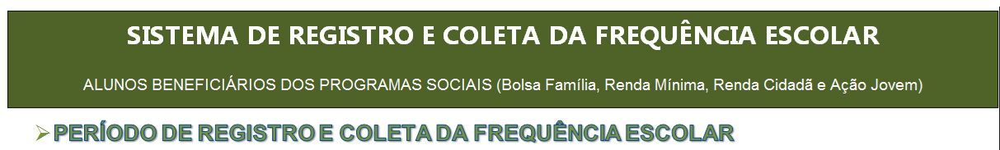 SISTEMA DE REGISTRO E COLETA DA FREQUÊNCIA ESCOLAR
ALUNOS BENEFICIÁRIOS DOS PROGRAMAS SOCIAIS (Bolsa Família, Renda Mínima, Renda Cidadã e Ação Jovem)
PERÍODO DE REGISTRO E COLETA DA FREQUÊNCIA ESCOLAR